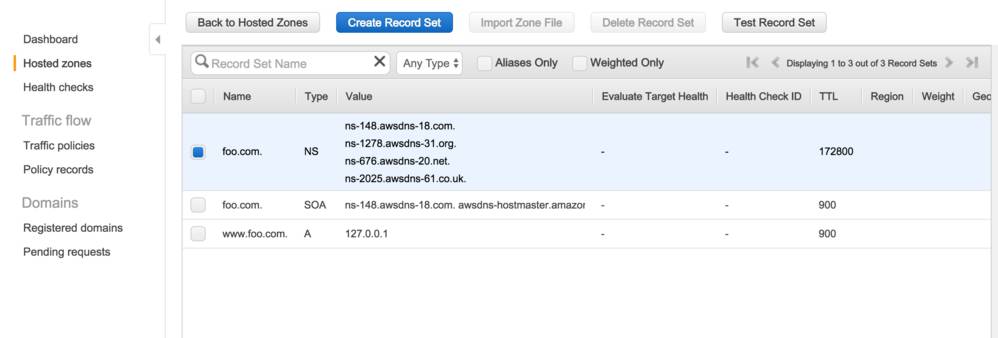 Back to Hosted Zones Create Record Set Import Zone File Delete Record Set Test Record Set
Dashboard
Hosted zones
Health checks
Traffic flow
Traffic policies
Policy records
Domains
Registered domains
Pending requests
Record Set Name Any Type Aliases Only Weighted Only Displaying 1 to 3 out of 3 Record Sets
Name Type Value Evaluate Target Health Health Check ID TTL Region Weight Geo
foo.com. NS
ns-148.awsdns-18.com.
ns-1278.awsdns-31.org.
ns-676.awsdns-20.net.
ns-2025.awsdns-61.co.uk.
- - 172800
foo.com. SOA ns-148.awsdns-18.com. awsdns-hostmaster.amazon - - 900
www.foo.com. A 127.0.0.1 - - 900